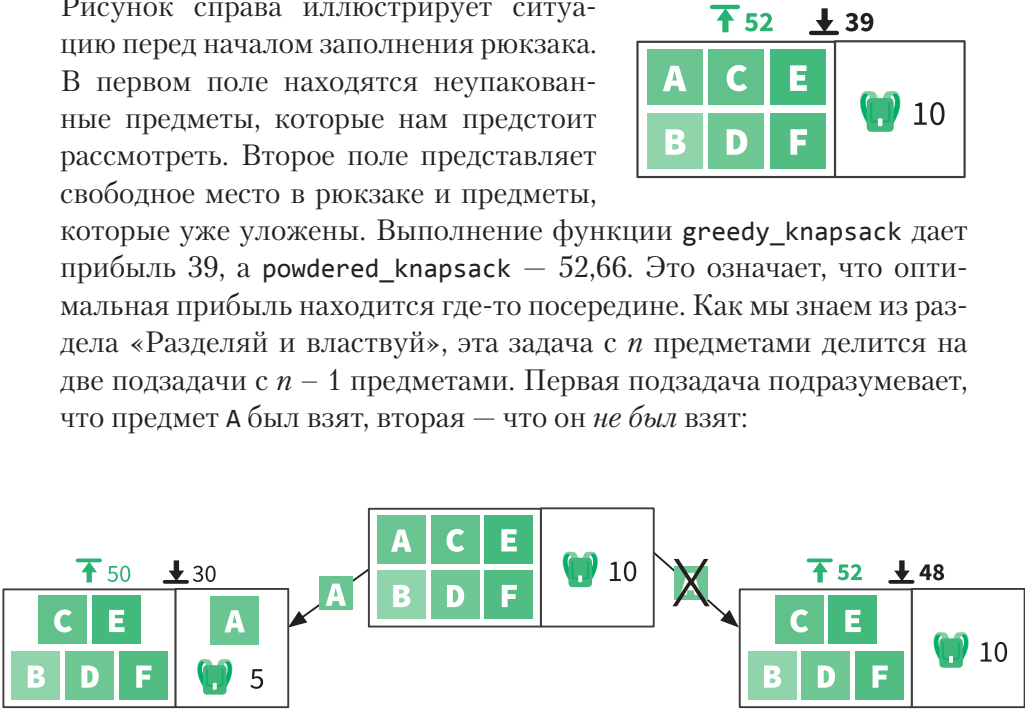 Рисунок справа иллюстрирует ситуа-
цию перед началом заполнения рюкзака.
В первом поле находятся неупакован-
ные предметы, которые нам предстоит
рассмотреть. Второе поле представляет
свободное место в рюкзаке и предметы,
52 39
A C E
B D F
10
которые уже уложены. Выполнение функции greedy_knapsack дает
прибыль 39, а powdered_knapsack — 52,66. Это означает, что опти-
мальная прибыль находится где-то посередине. Как мы знаем из раз-
дела «Разделяй и властвуй», эта задача с n предметами делится на
две подзадачи с n – 1 предметами. Первая подзадача подразумевает,
что предмет A был взят, вторая — что он не был взят:
A C E
B D F
10
A
50 30
C E A
B D F 5
52 48
C E
B D F
10